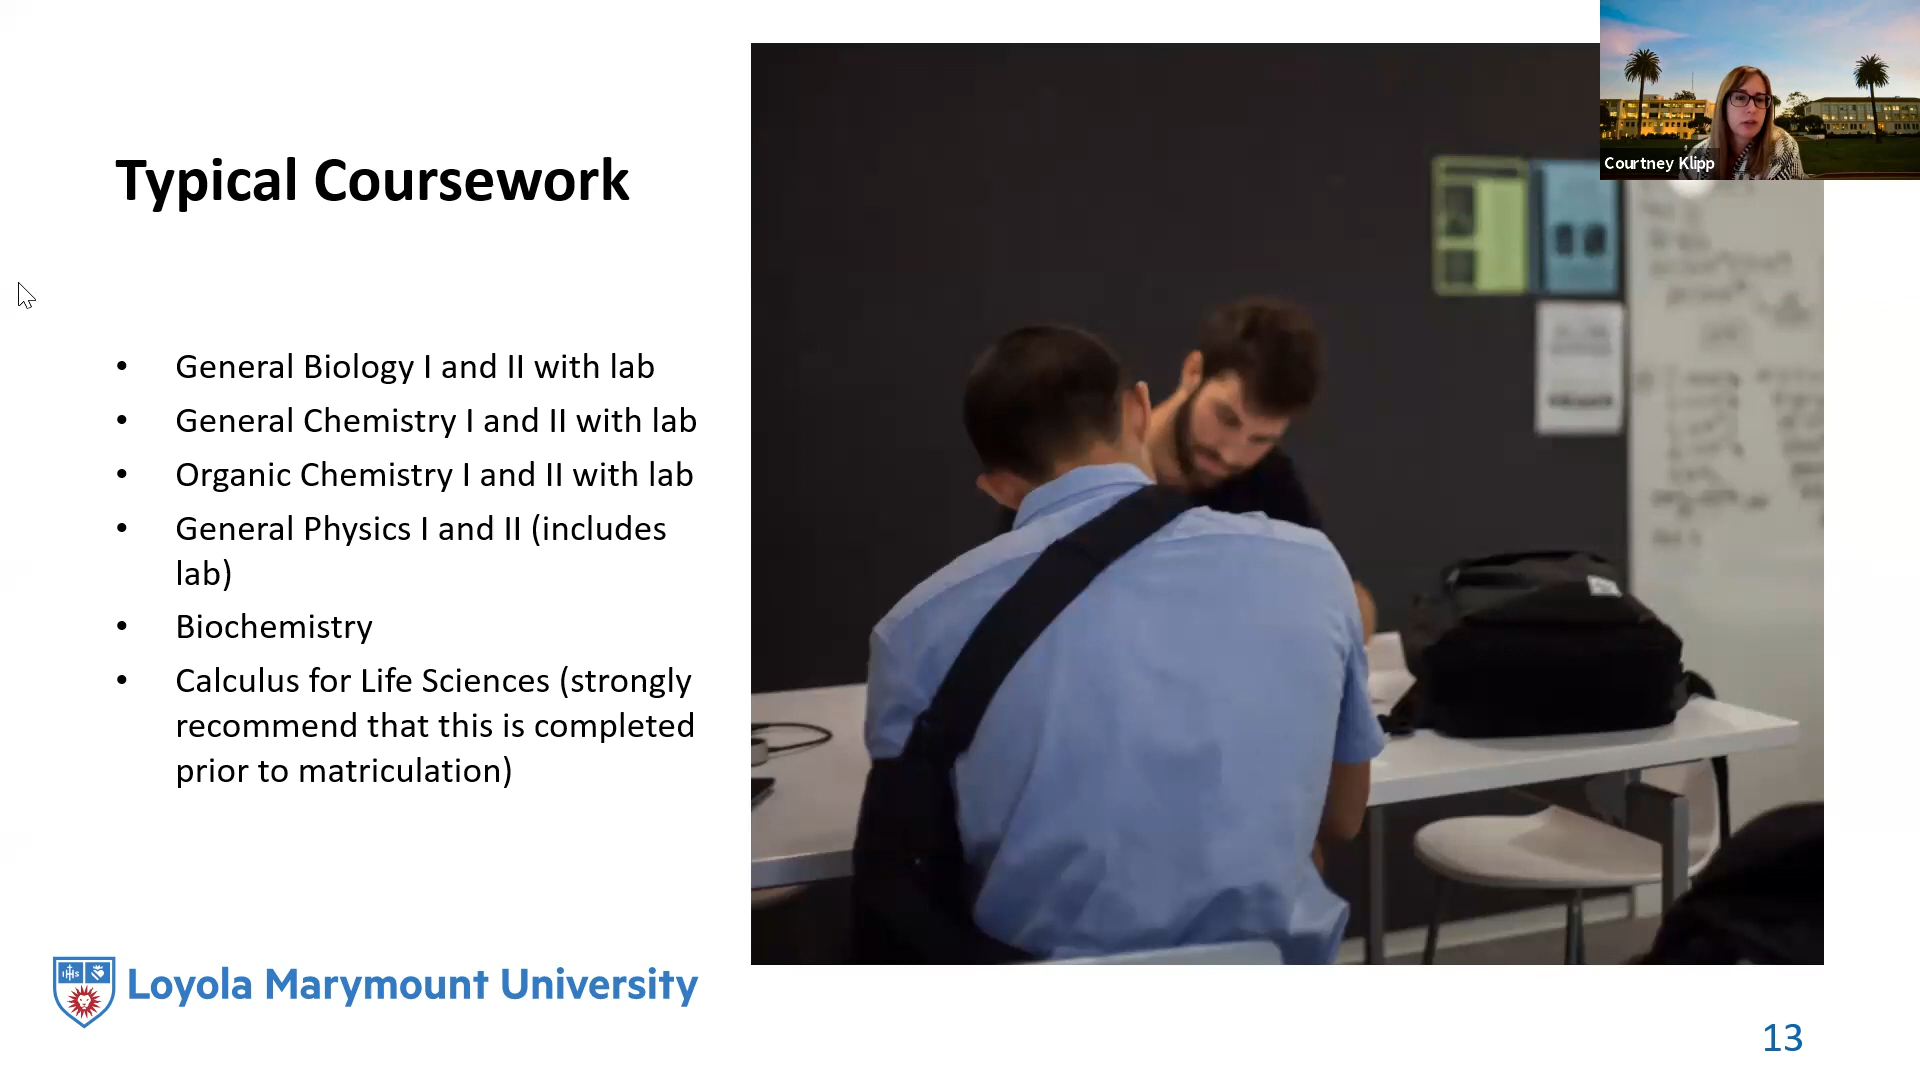 Typical Coursework
• General Biology I and II with lab
• General Chemistry I and II with lab
• Organic Chemistry I and II with lab
• General Physics I and II (includes
lab)
• Biochemistry
• Calculus for Life Sciences (strongly
recommend that this is completed
prior to matriculation)
Loyola Marymount University
13
Courtney Klipp